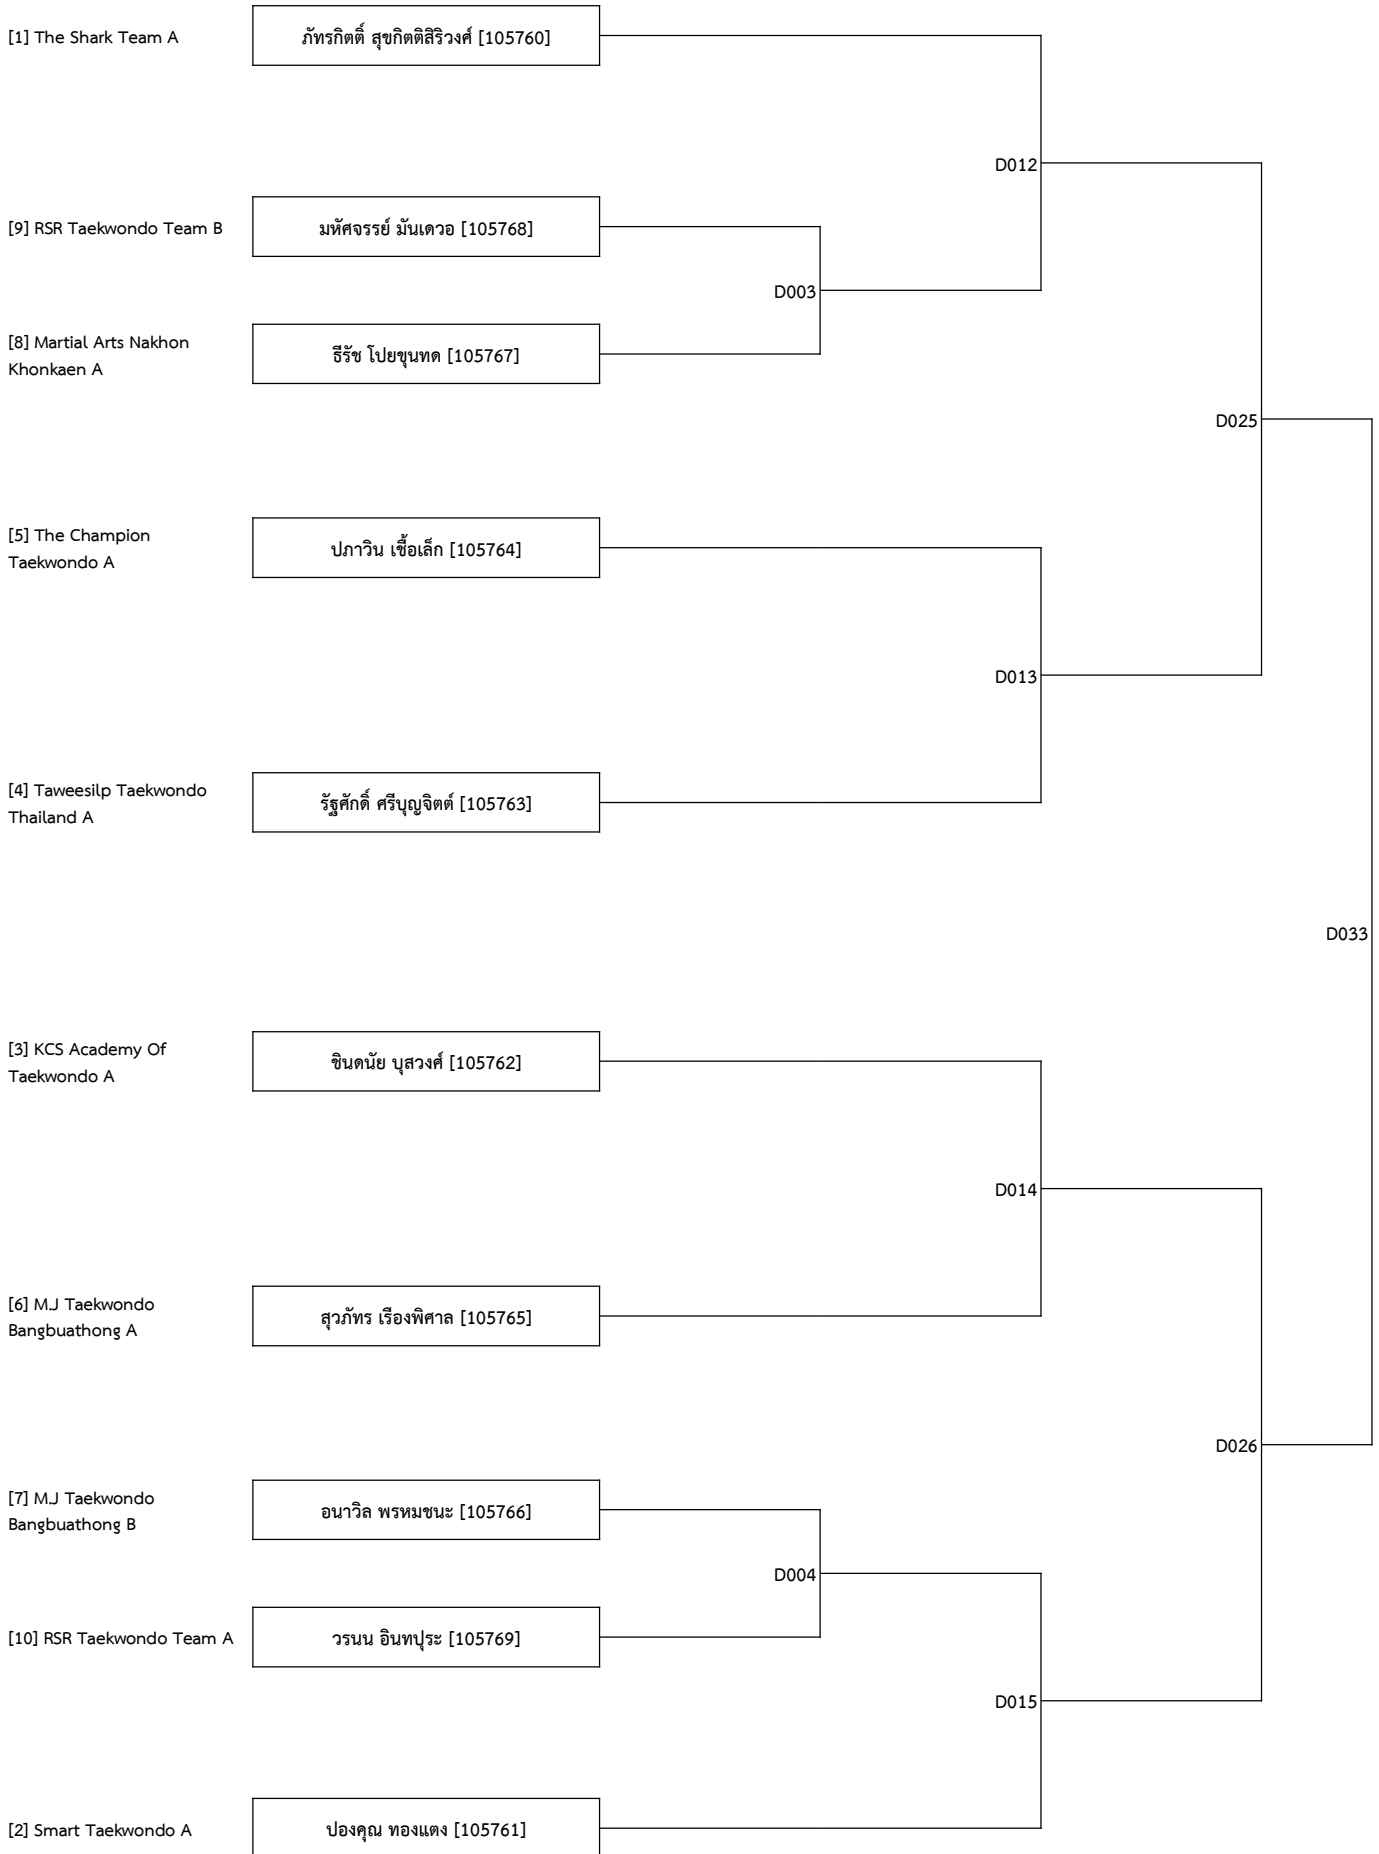 [1] The Shark Team A
ภัทรกิตติ์ สุขกิตติสิริวงศ์ [105760]
D012
[9] RSR Taekwondo Team B
มหัศจรรย์ มันเดวอ [105768]
D003
[8] Martial Arts Nakhon
Khonkaen A
ธีรัช โปยขุนทด [105767]
D025
[5] The Champion
Taekwondo A
ปภาวิน เชื้อเล็ก [105764]
D013
[4] Taweesilp Taekwondo
Thailand A
รัฐศักดิ์ ศรีบุญจิตต์ [105763]
D033
[3] KCS Academy Of
Taekwondo A
ชินดนัย บุสวงศ์ [105762]
D014
[6] M.J Taekwondo
Bangbuathong A
สุวภัทร เรืองพิศาล [105765]
D026
[7] M.J Taekwondo
Bangbuathong B
อนาวิล พรหมชนะ [105766]
D004
[10] RSR Taekwondo Team A
วรนน อินทปุระ [105769]
D015
[2] Smart Taekwondo A
ปองคุณ ทองแตง [105761]